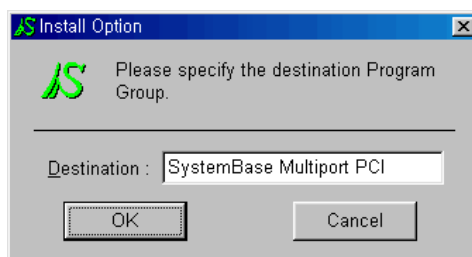 Install Option
Please specify the destination Program
Group.
Destination : SystemBase Multiport PCI
OK Cancel